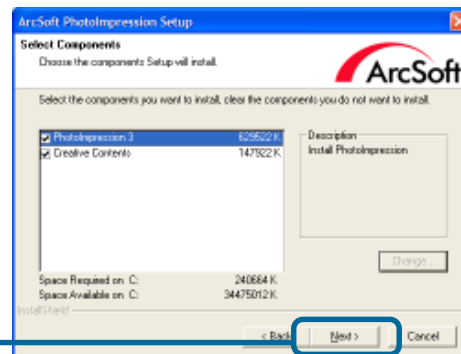 ArcSoft PhotoImpression Setup
Select Components
Choose the components Setup will install.
ArcSoft
Select the components you want to install, clear the components you do not want to install.
PhotoImpression 3 629522 K
Creative Contents 147922 K
Description
Install PhotoImpression
Change...
Space Required on C: 240664 K
Space Available on C: 34475012 K
InstallShield
< Back Next > Cancel